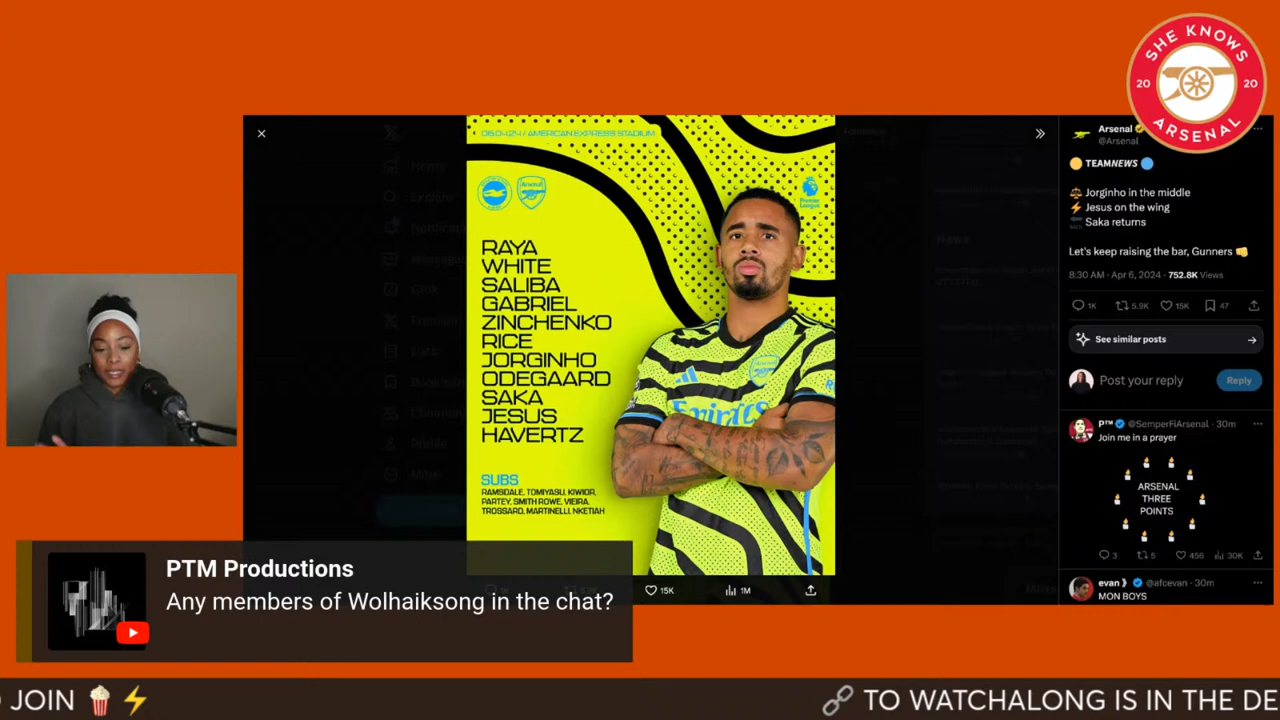 SHE KNOWS
20 20
ARSENAL
06.04.24 / AMERICAN EXPRESS STADIUM
Arsenal
Premier
League
RAYA
WHITE
SALIBA
GABRIEL
ZINCHENKO
RICE
JORGINHO
ODEGAARD
SAKA
JESUS
HAVERTZ
SUBS
RAMSDALE, TOMIYASU, KIWIOR,
PARTEY, SMITH ROWE, VIEIRA,
TROSSARD, MARTINELLI, NKETIAH
Emirates
15K
1M
Arsenal
@Arsenal
TEAMNEWS
Jorginho in the middle
Jesus on the wing
BACK Saka returns
Let's keep raising the bar, Gunners
8:30 AM · Apr 6, 2024 · 752.8K Views
1K 5.9K 15K 47
See similar posts
Post your reply Reply
P™ @SemperFiArsenal · 30m
Join me in a prayer
ARSENAL
THREE
POINTS
3 5 456 30K
evan @afcevan · 30m
MON BOYS
PTM Productions
Any members of Wolhaiksong in the chat?
JOIN
TO WATCHALONG IS IN THE DE